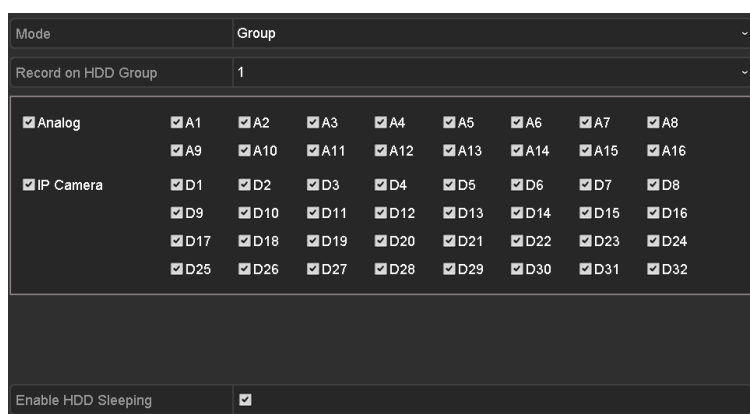 Mode Group
Record on HDD Group 1
Analog A1 A2 A3 A4 A5 A6 A7 A8
A9 A10 A11 A12 A13 A14 A15 A16
IP Camera D1 D2 D3 D4 D5 D6 D7 D8
D9 D10 D11 D12 D13 D14 D15 D16
D17 D18 D19 D20 D21 D22 D23 D24
D25 D26 D27 D28 D29 D30 D31 D32
Enable HDD Sleeping